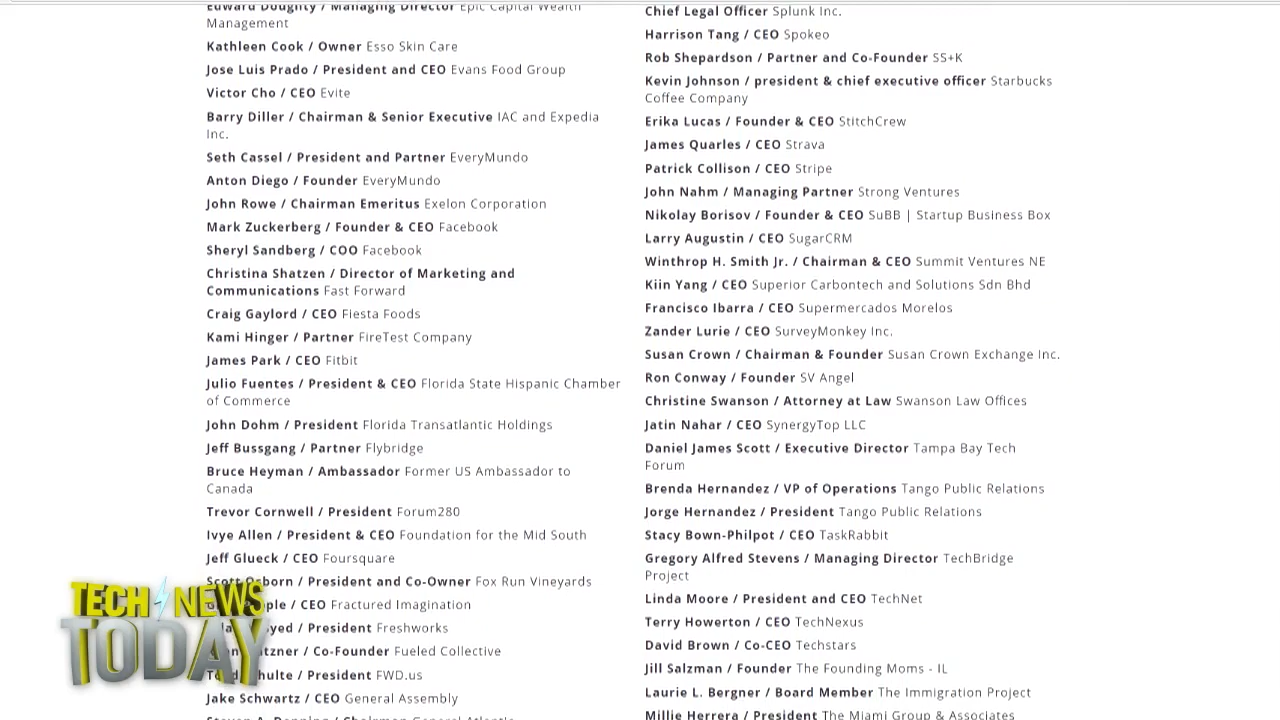 Edward Doughty / Managing Director Epic Capital Wealth
Management
Kathleen Cook / Owner Esso Skin Care
Jose Luis Prado / President and CEO Evans Food Group
Victor Cho / CEO Evite
Barry Diller / Chairman & Senior Executive IAC and Expedia
Inc.
Seth Cassel / President and Partner EveryMundo
Anton Diego / Founder EveryMundo
John Rowe / Chairman Emeritus Exelon Corporation
Mark Zuckerberg / Founder & CEO Facebook
Sheryl Sandberg / COO Facebook
Christina Shatzen / Director of Marketing and
Communications Fast Forward
Craig Gaylord / CEO Fiesta Foods
Kami Hinger / Partner FireTest Company
James Park / CEO Fitbit
Julio Fuentes / President & CEO Florida State Hispanic Chamber
of Commerce
John Dohm / President Florida Transatlantic Holdings
Jeff Bussgang / Partner Flybridge
Bruce Heyman / Ambassador Former US Ambassador to
Canada
Trevor Cornwell / President Forum280
Ivye Allen / President & CEO Foundation for the Mid South
Jeff Glueck / CEO Foursquare
Scott Osborn / President and Co-Owner Fox Run Vineyards
/ CEO Fractured Imagination
/ President Freshworks
/ Co-Founder Fueled Collective
/ President FWD.us
Jake Schwartz / CEO General Assembly
Steven A. Denning / Chairman General Atlantic
Chief Legal Officer Splunk Inc.
Harrison Tang / CEO Spokeo
Rob Shepardson / Partner and Co-Founder SS+K
Kevin Johnson / president & chief executive officer Starbucks
Coffee Company
Erika Lucas / Founder & CEO StitchCrew
James Quarles / CEO Strava
Patrick Collison / CEO Stripe
John Nahm / Managing Partner Strong Ventures
Nikolay Borisov / Founder & CEO SuBB | Startup Business Box
Larry Augustin / CEO SugarCRM
Winthrop H. Smith Jr. / Chairman & CEO Summit Ventures NE
Kiin Yang / CEO Superior Carbontech and Solutions Sdn Bhd
Francisco Ibarra / CEO Supermercados Morelos
Zander Lurie / CEO SurveyMonkey Inc.
Susan Crown / Chairman & Founder Susan Crown Exchange Inc.
Ron Conway / Founder SV Angel
Christine Swanson / Attorney at Law Swanson Law Offices
Jatin Nahar / CEO SynergyTop LLC
Daniel James Scott / Executive Director Tampa Bay Tech
Forum
Brenda Hernandez / VP of Operations Tango Public Relations
Jorge Hernandez / President Tango Public Relations
Stacy Bown-Philpot / CEO TaskRabbit
Gregory Alfred Stevens / Managing Director TechBridge
Project
Linda Moore / President and CEO TechNet
Terry Howerton / CEO TechNexus
David Brown / Co-CEO Techstars
Jill Salzman / Founder The Founding Moms - IL
Laurie L. Bergner / Board Member The Immigration Project
Millie Herrera / President The Miami Group & Associates
TECH NEWS
TODAY